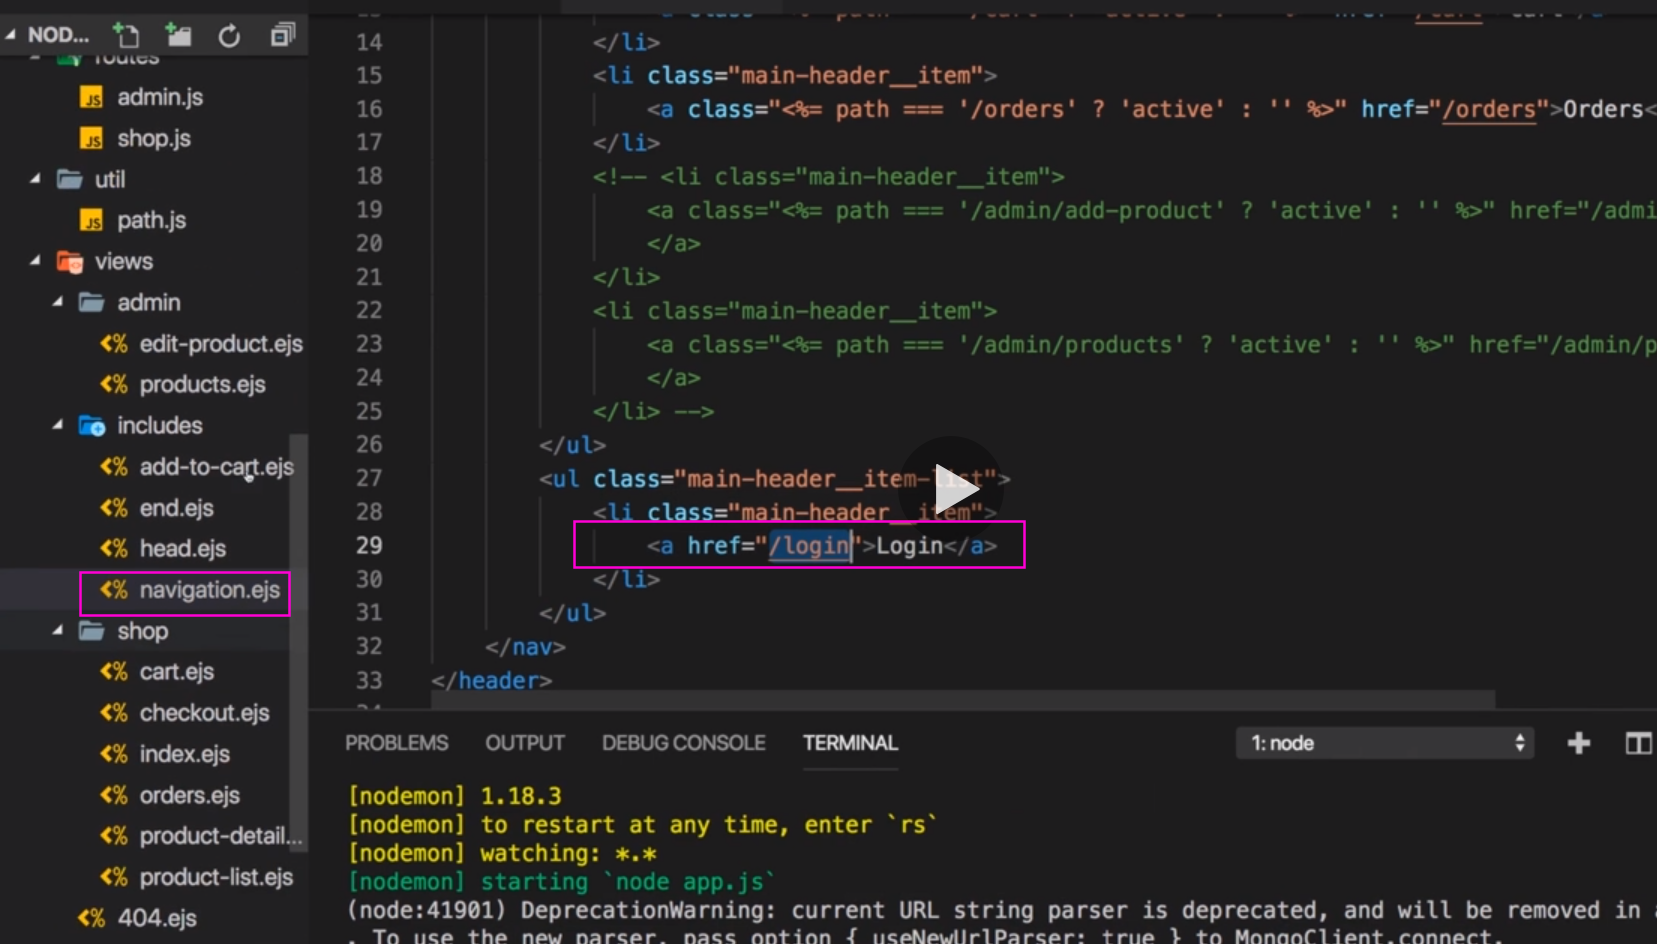 NOD...
routes
admin.js
shop.js
util
path.js
views
admin
edit-product.ejs
products.ejs
includes
add-to-cart.ejs
end.ejs
head.ejs
navigation.ejs
shop
cart.ejs
checkout.ejs
index.ejs
orders.ejs
product-detail...
product-list.ejs
404.ejs
14 </li>
15 <li class="main-header__item">
16 <a class="<%= path === '/orders' ? 'active' : '' %>" href="/orders">Orders<
17 </li>
18 <!-- <li class="main-header__item">
19 <a class="<%= path === '/admin/add-product' ? 'active' : '' %>" href="/admi
20 </a>
21 </li>
22 <li class="main-header__item">
23 <a class="<%= path === '/admin/products' ? 'active' : '' %>" href="/admin/p
24 </a>
25 </li> -->
26 </ul>
27 <ul class="main-header__item-list">
28 <li class="main-header__item">
29 <a href="/login">Login</a>
30 </li>
31 </ul>
32 </nav>
33 </header>
PROBLEMS OUTPUT DEBUG CONSOLE TERMINAL 1: node
[nodemon] 1.18.3
[nodemon] to restart at any time, enter `rs`
[nodemon] watching: *.*
[nodemon] starting `node app.js`
(node:41901) DeprecationWarning: current URL string parser is deprecated, and will be removed in a
. To use the new parser, pass option { useNewUrlParser: true } to MongoClient.connect.